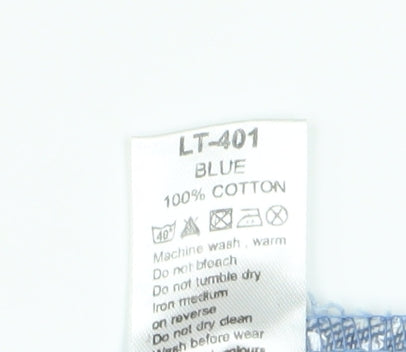 LT-401
BLUE
100% COTTON
40°
Machine wash, warm
Do not bleach
Do not tumble dry
Iron medium
on reverse
Do not dry clean
Wash before wear
colours